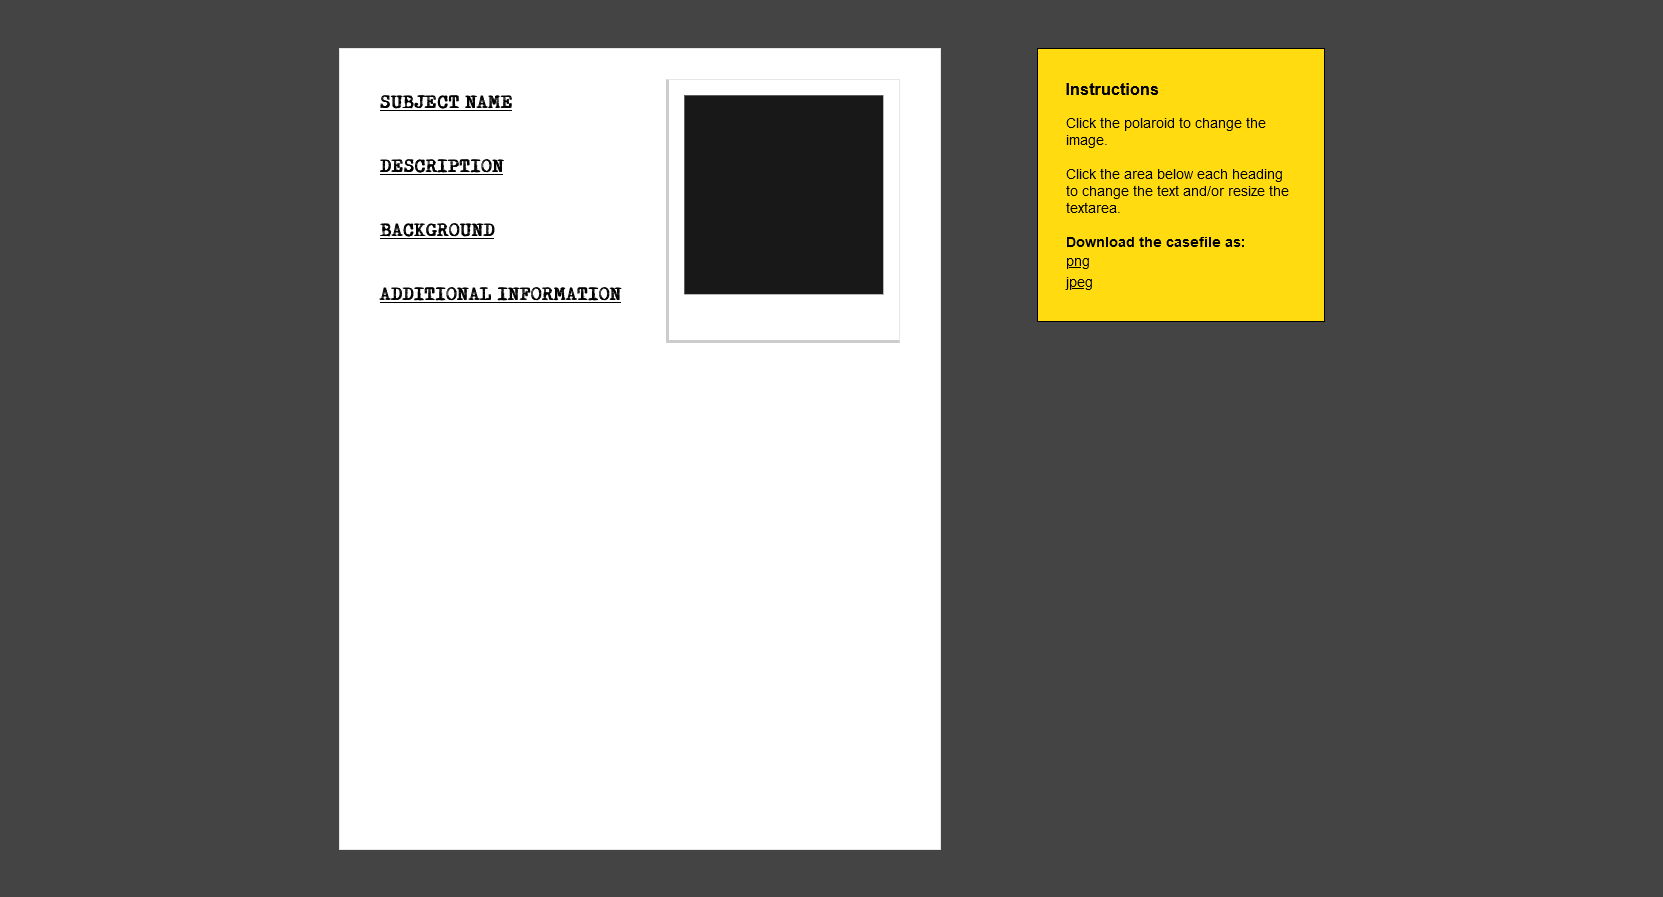 SUBJECT NAME
DESCRIPTION
BACKGROUND
ADDITIONAL INFORMATION
Instructions
Click the polaroid to change the
image.
Click the area below each heading
to change the text and/or resize the
textarea.
Download the casefile as:
png
jpeg